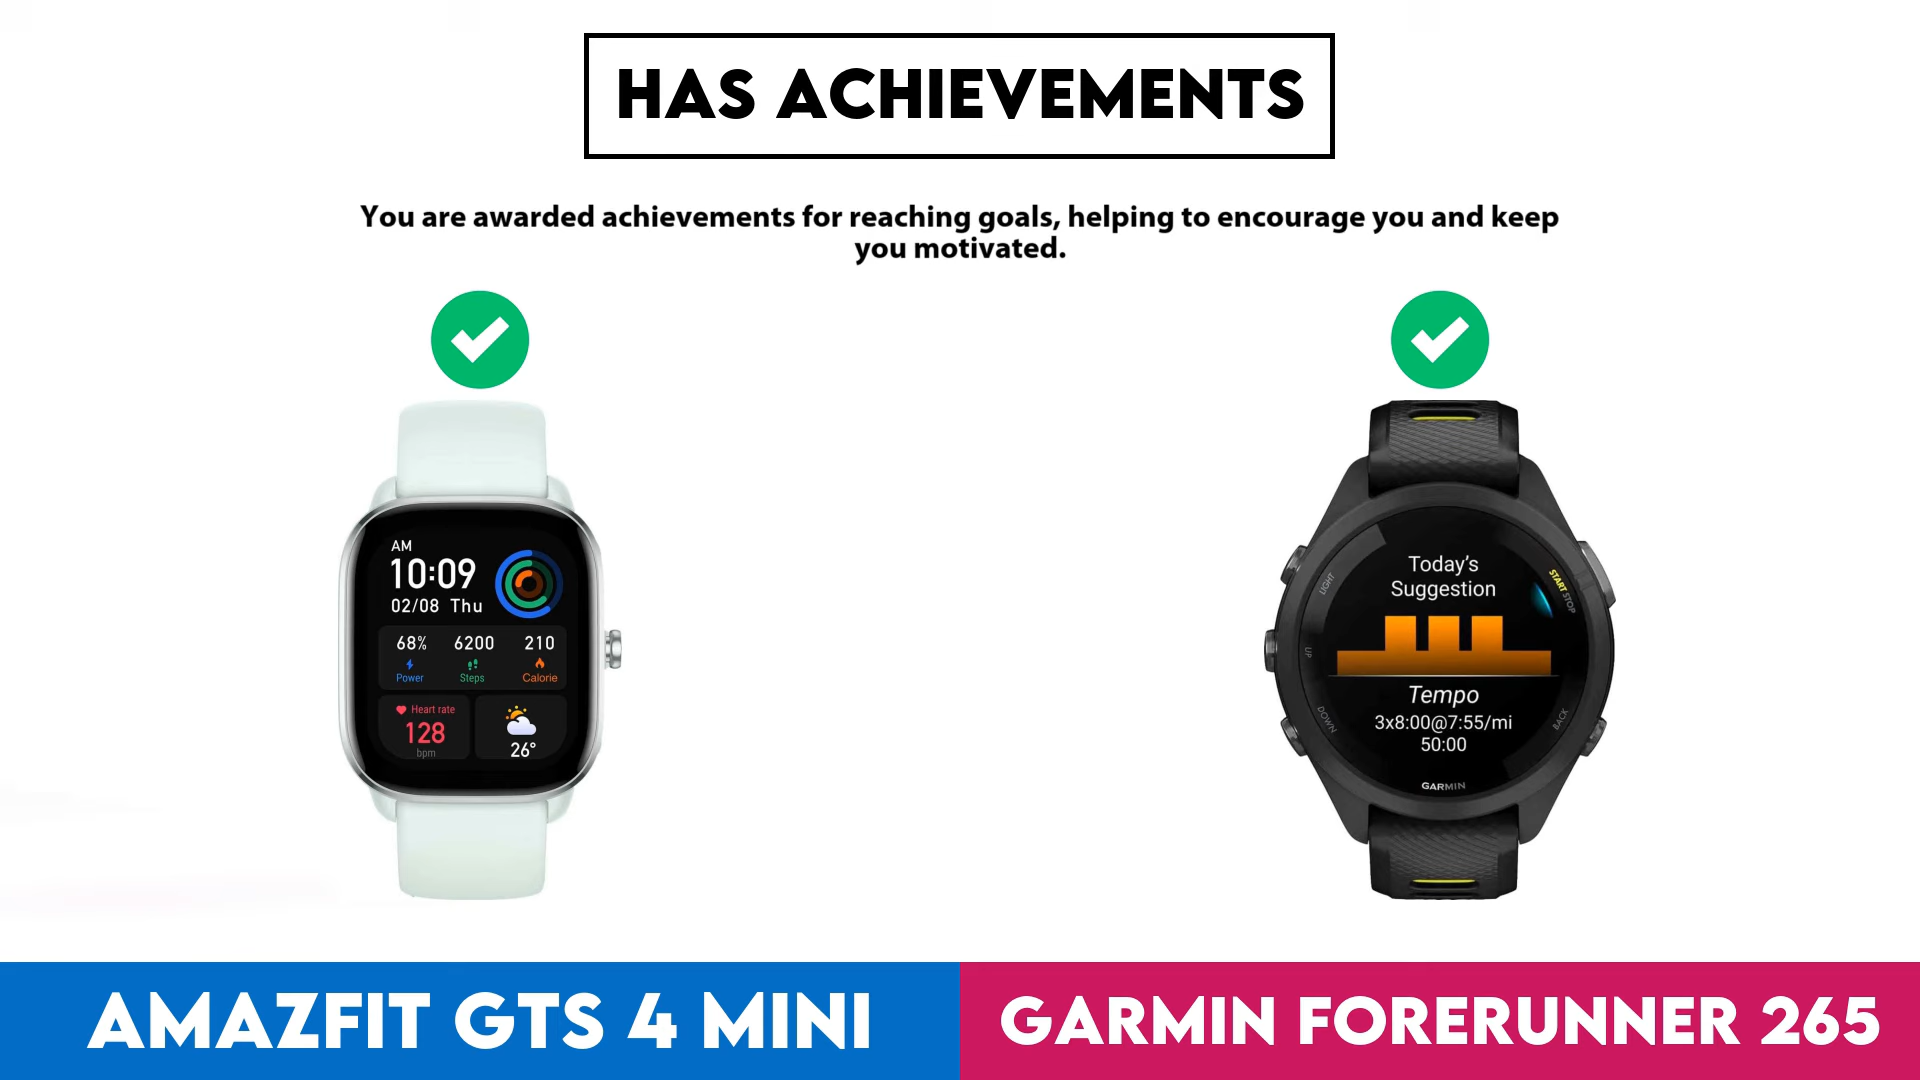 HAS ACHIEVEMENTS
You are awarded achievements for reaching goals, helping to encourage you and keep
you motivated.
AM
10:09
02/08 Thu
68% 6200 210
Power Steps Calorie
Heart rate
128
bpm
26°
Today's
Suggestion
Tempo
3x8:00@7:55/mi
50:00
GARMIN
LIGHT
UP
DOWN
START STOP
BACK
AMAZFIT GTS 4 MINI
GARMIN FORERUNNER 265